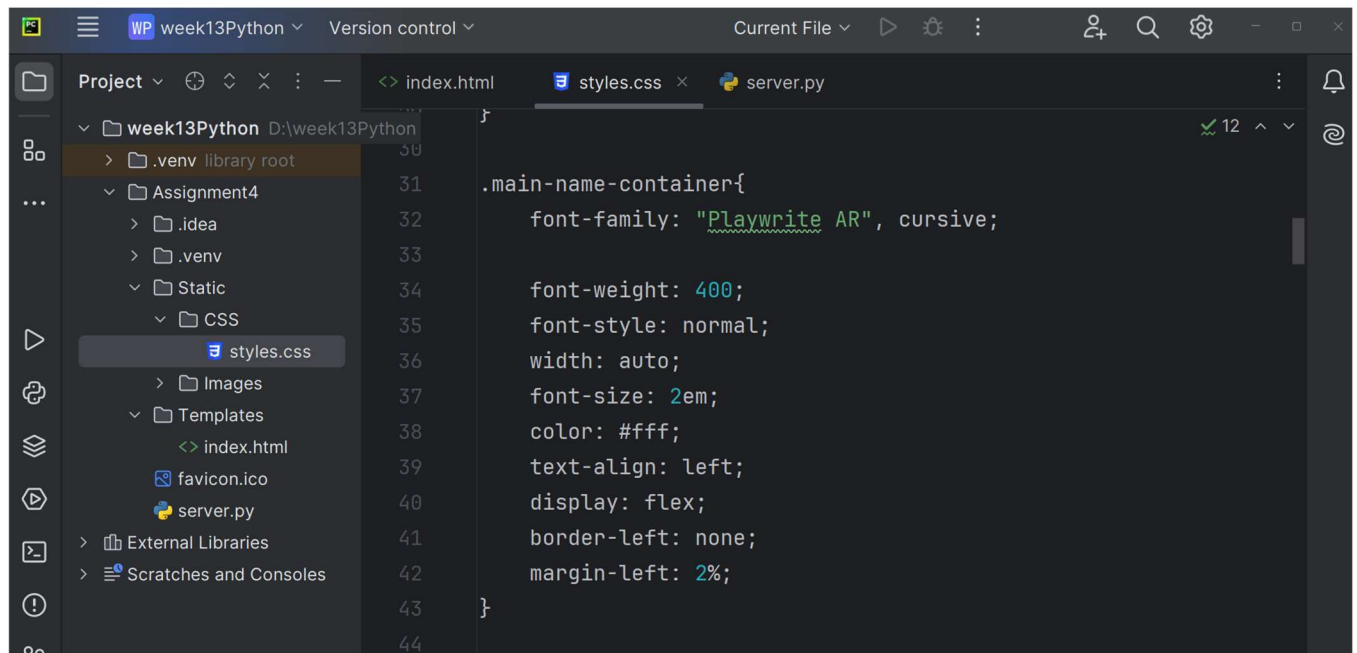 PC
WP week13Python Version control Current File
Project
index.html styles.css server.py
12
week13Python D:\week13Python
.venv library root
Assignment4
.idea
.venv
Static
CSS
styles.css
Images
Templates
index.html
favicon.ico
server.py
External Libraries
Scratches and Consoles
}
30
31 .main-name-container{
32 font-family: "Playwrite AR", cursive;
33
34 font-weight: 400;
35 font-style: normal;
36 width: auto;
37 font-size: 2em;
38 color: #fff;
39 text-align: left;
40 display: flex;
41 border-left: none;
42 margin-left: 2%;
43 }
44